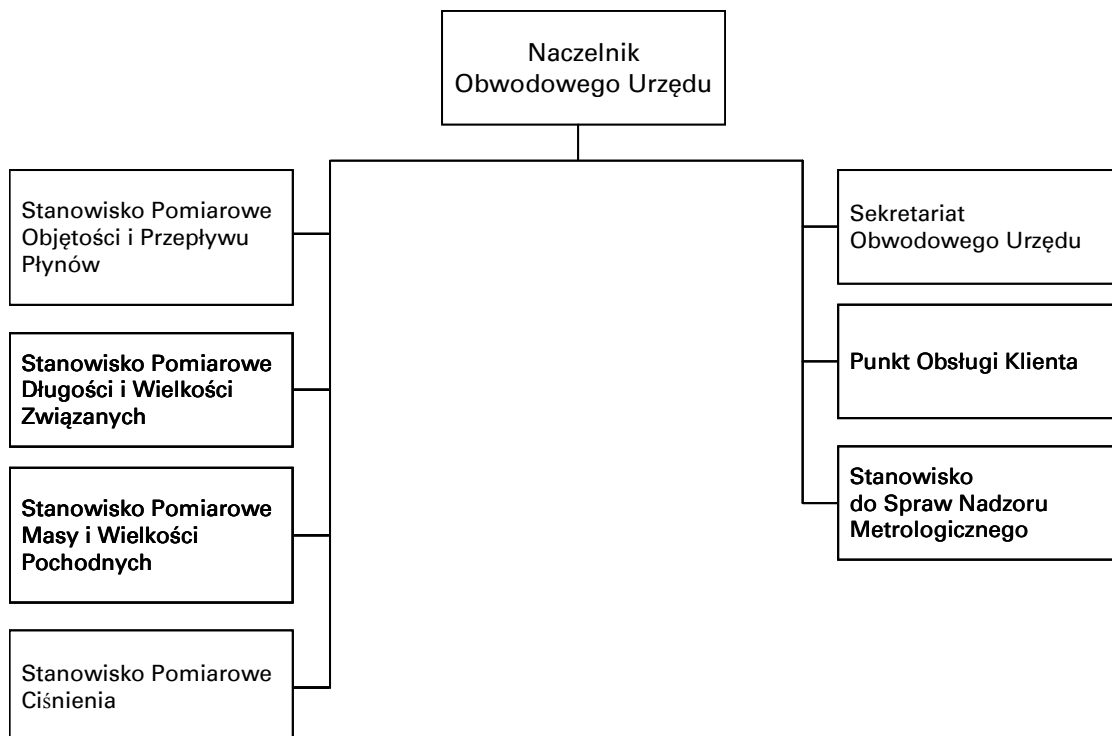 Naczelnik
Obwodowego Urzędu
Stanowisko Pomiarowe
Objętości i Przepływu
Płynów
Stanowisko Pomiarowe
Długości i Wielkości
Związanych
Stanowisko Pomiarowe
Masy i Wielkości
Pochodnych
Stanowisko Pomiarowe
Ciśnienia
Sekretariat
Obwodowego Urzędu
Punkt Obsługi Klienta
Stanowisko
do Spraw Nadzoru
Metrologicznego